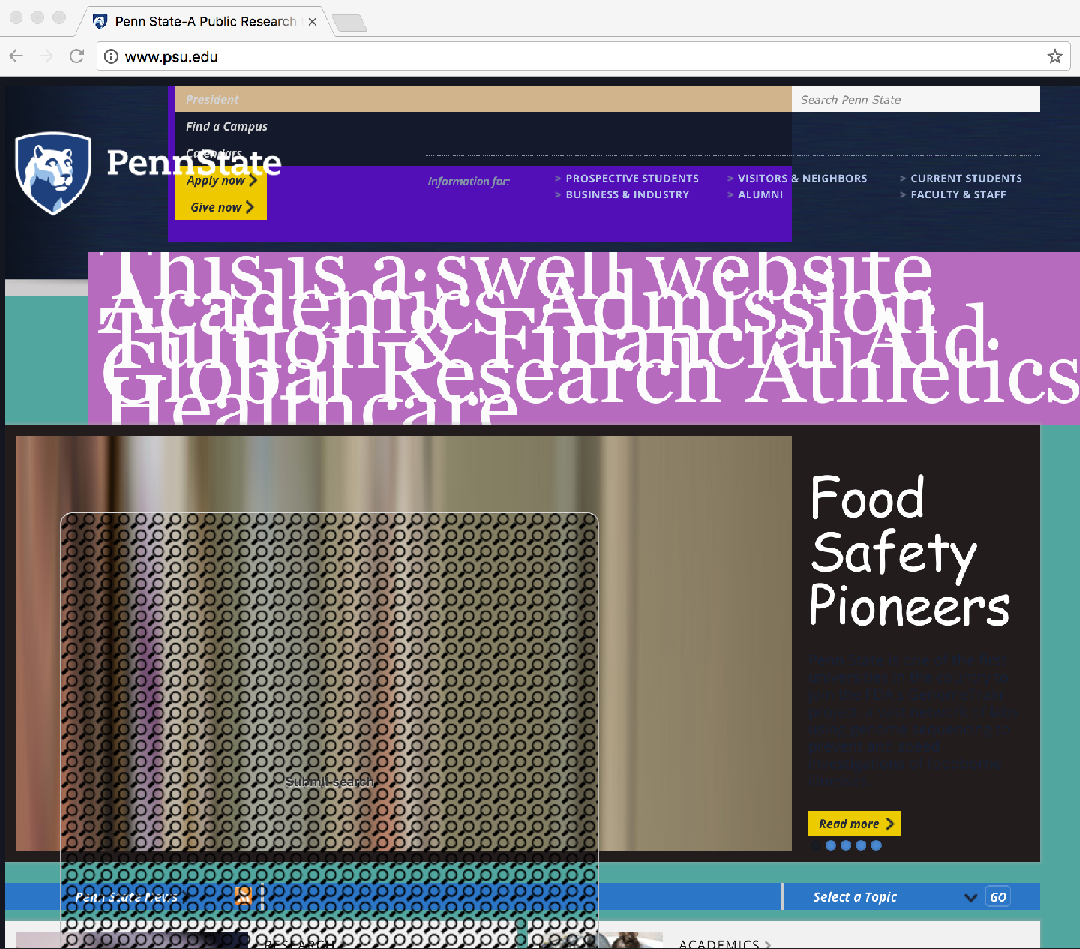 Penn State-A Public Research
www.psu.edu
President
Search Penn State
Find a Campus
Calendars
PennState
Apply now
Give now
Information for:
> PROSPECTIVE STUDENTS
> VISITORS & NEIGHBORS
> CURRENT STUDENTS
> BUSINESS & INDUSTRY
> ALUMNI
> FACULTY & STAFF
This is a swell website
Academics Admission
Tuition & Financial Aid
Global Research Athletics
Healthcare
Food
Safety
Pioneers
Submit search
Read more
Penn State News
Select a Topic
GO
RESEARCH
ACADEMICS >